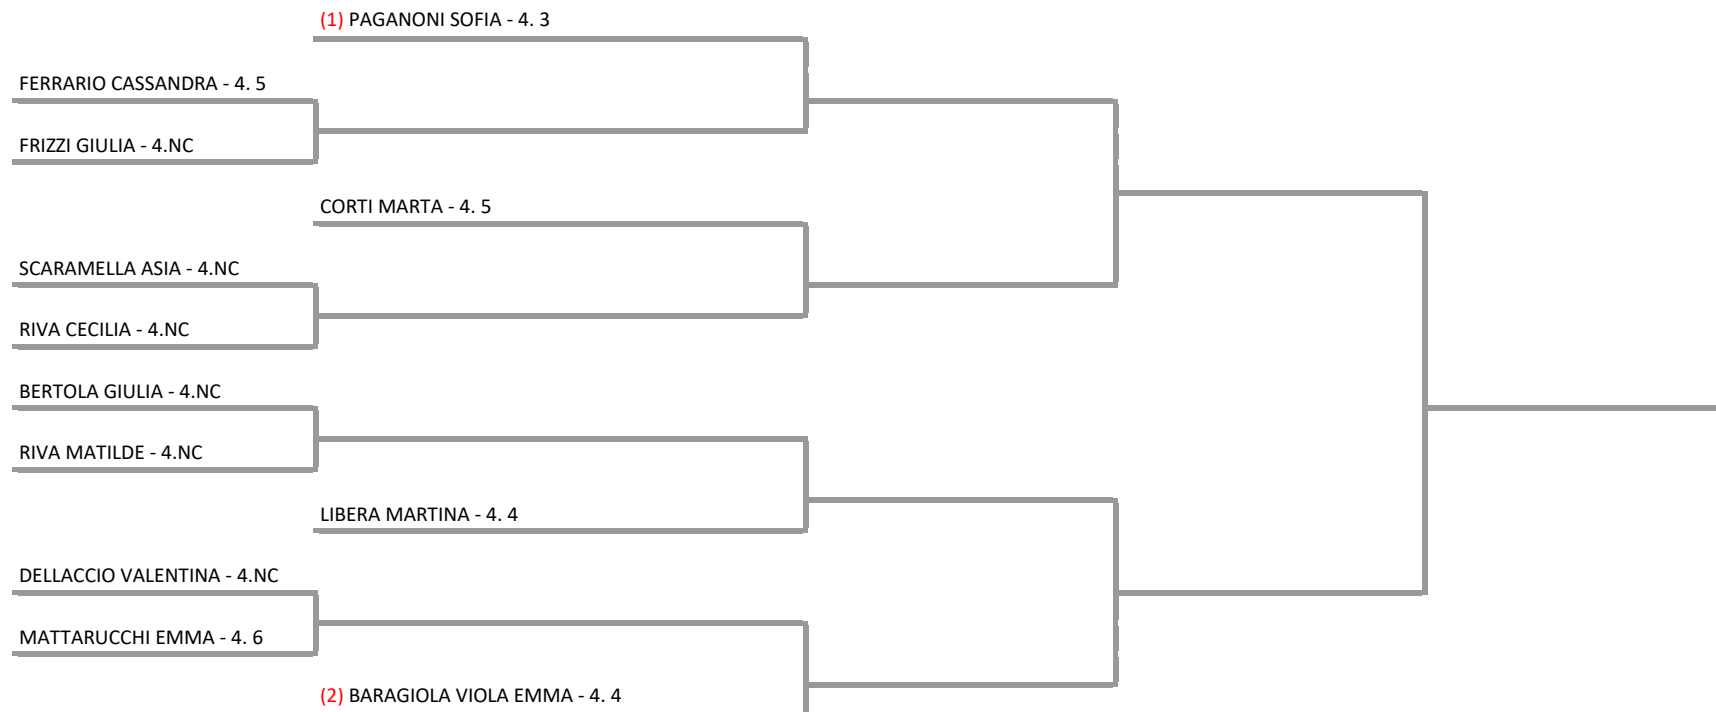 (1) PAGANONI SOFIA - 4. 3
FERRARIO CASSANDRA - 4. 5
FRIZZI GIULIA - 4.NC
CORTI MARTA - 4. 5
SCARAMELLA ASIA - 4.NC
RIVA CECILIA - 4.NC
BERTOLA GIULIA - 4.NC
RIVA MATILDE - 4.NC
LIBERA MARTINA - 4. 4
DELLACCIO VALENTINA - 4.NC
MATTARUCCHI EMMA - 4. 6
(2) BARAGIOLA VIOLA EMMA - 4. 4